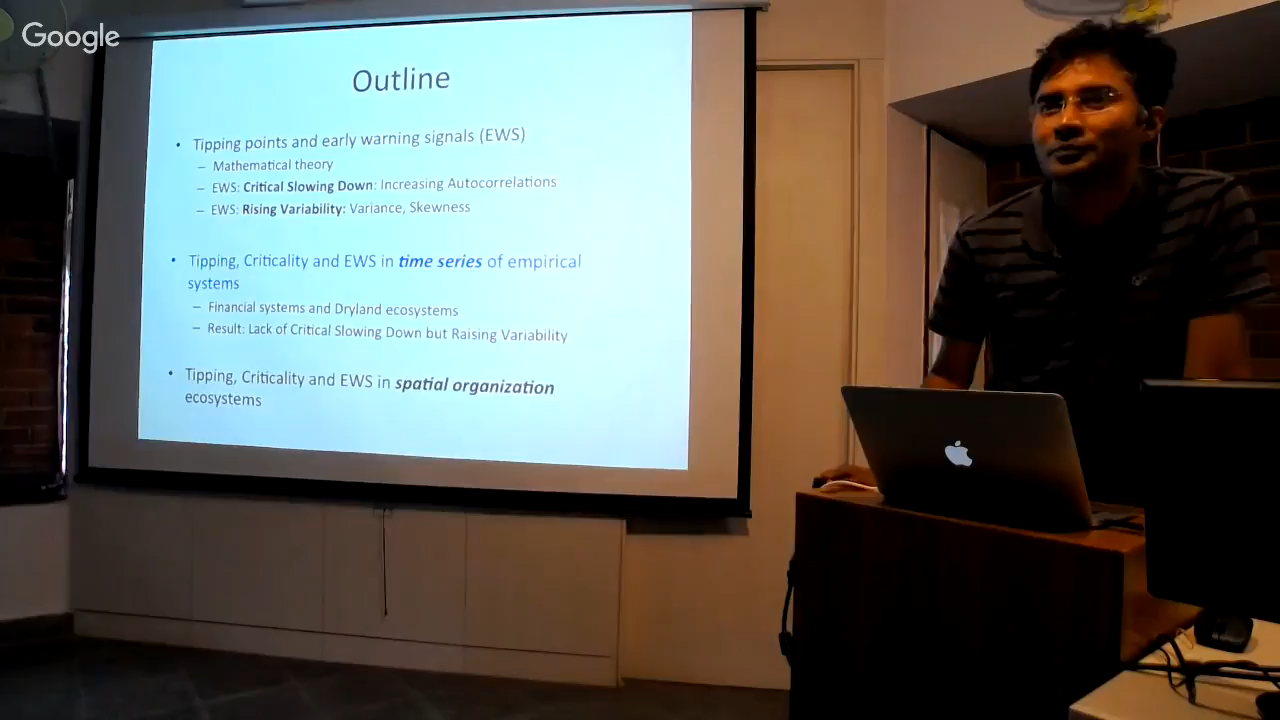 Google
Outline
• Tipping points and early warning signals (EWS)
– Mathematical theory
– EWS: Critical Slowing Down: Increasing Autocorrelations
– EWS: Rising Variability: Variance, Skewness
• Tipping, Criticality and EWS in time series of empirical
systems
– Financial systems and Dryland ecosystems
– Result: Lack of Critical Slowing Down but Raising Variability
• Tipping, Criticality and EWS in spatial organization
ecosystems